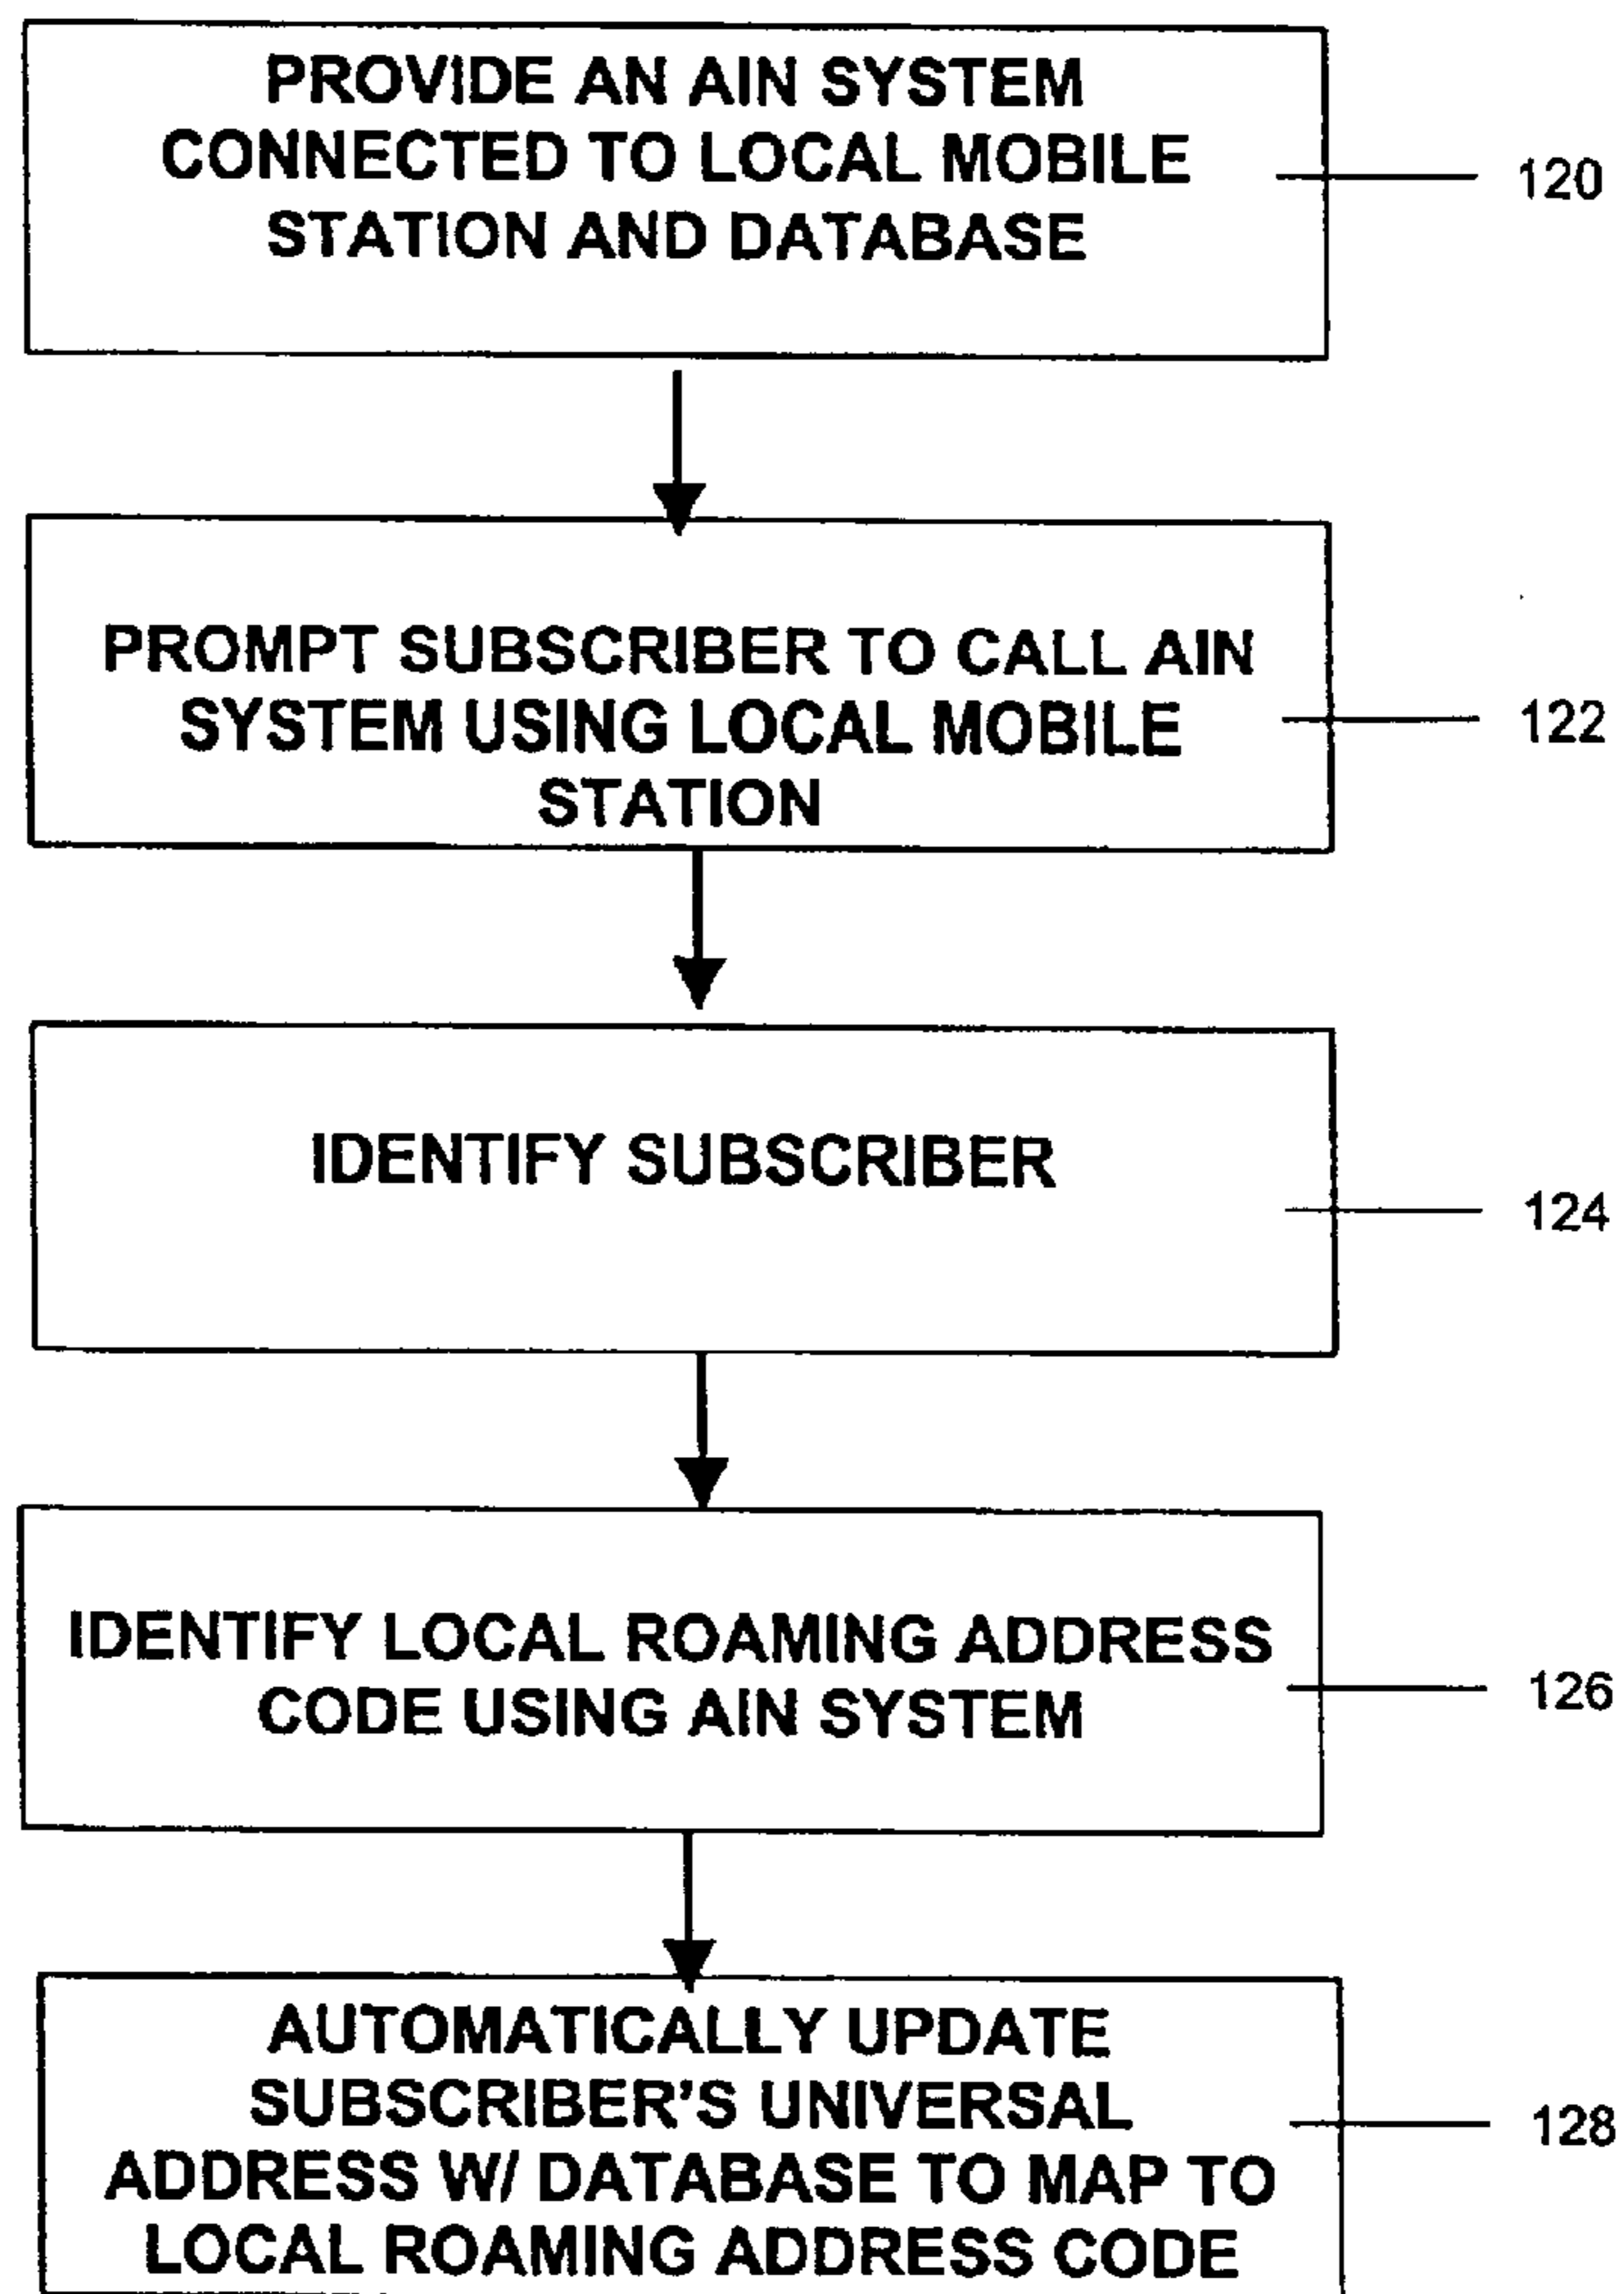 PROVIDE AN AIN SYSTEM
CONNECTED TO LOCAL MOBILE
STATION AND DATABASE
120
PROMPT SUBSCRIBER TO CALL AIN
SYSTEM USING LOCAL MOBILE
STATION
122
IDENTIFY SUBSCRIBER
124
IDENTIFY LOCAL ROAMING ADDRESS
CODE USING AIN SYSTEM
126
AUTOMATICALLY UPDATE
SUBSCRIBER'S UNIVERSAL
ADDRESS W/ DATABASE TO MAP TO
LOCAL ROAMING ADDRESS CODE
128